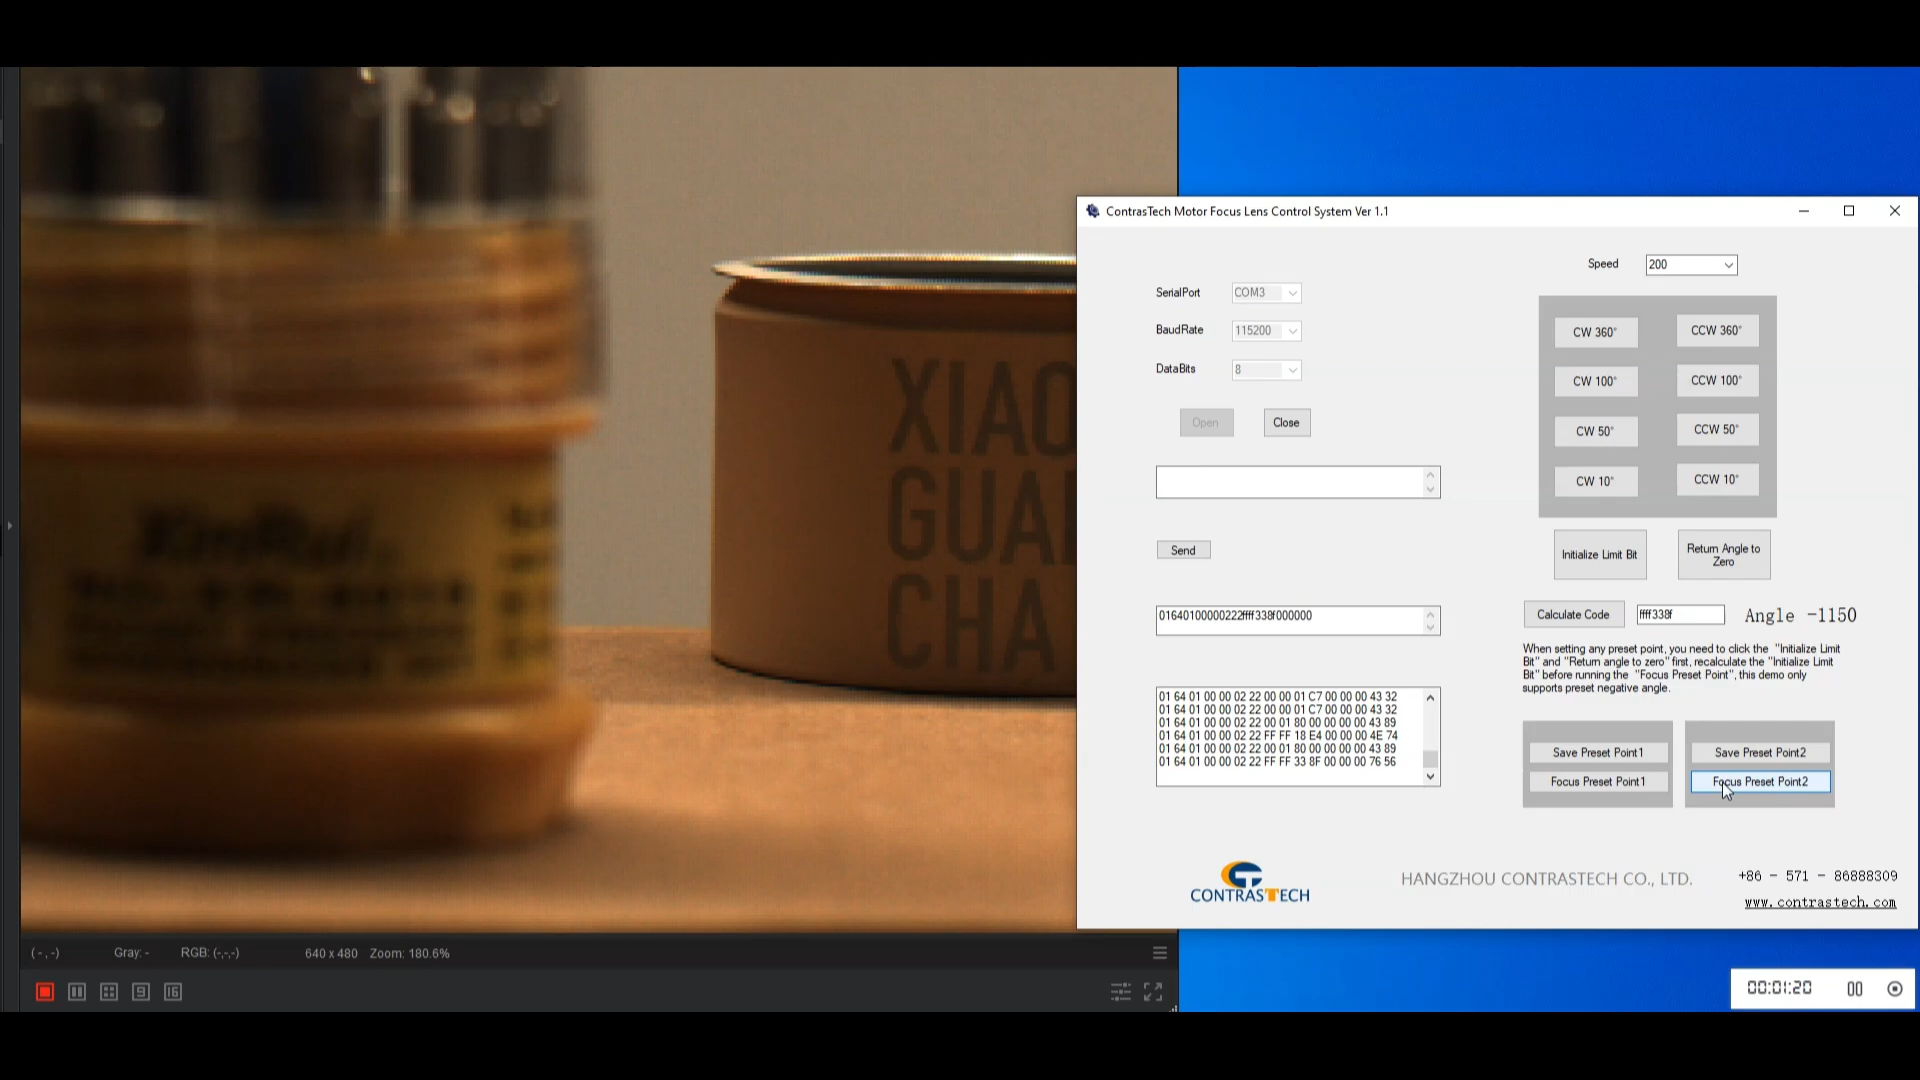 XIAO
GUA
CHA
(-,-) Gray:- RGB:(-,-,-) 640 x 480 Zoom: 180.6%
9 16
ContrasTech Motor Focus Lens Control System Ver 1.1
SerialPort COM3
BaudRate 115200
DataBits 8
Open Close
Send
01640100000222ffff338f000000
01 64 01 00 00 02 22 00 00 01 C7 00 00 00 43 32
01 64 01 00 00 02 22 00 00 01 C7 00 00 00 43 32
01 64 01 00 00 02 22 00 01 80 00 00 00 00 43 89
01 64 01 00 00 02 22 FF FF 18 E4 00 00 00 4E 74
01 64 01 00 00 02 22 00 01 80 00 00 00 00 43 89
01 64 01 00 00 02 22 FF FF 33 8F 00 00 00 76 56
Speed 200
CW 360° CCW 360°
CW 100° CCW 100°
CW 50° CCW 50°
CW 10° CCW 10°
Initialize Limit Bit
Return Angle to
Zero
Calculate Code ffff338f Angle -1150
When setting any preset point, you need to click the "Initialize Limit
Bit" and "Return angle to zero" first, recalculate the "Initialize Limit
Bit" before running the "Focus Preset Point", this demo only
supports preset negative angle.
Save Preset Point1 Save Preset Point2
Focus Preset Point1 Focus Preset Point2
CONTRASTECH
HANGZHOU CONTRASTECH CO., LTD.
+86 - 571 - 86888309
www.contrastech.com
00:01:20